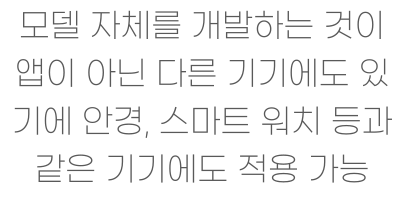 모델 자체를 개발하는 것이
앱이 아닌 다른 기기에도 있
기에 안경, 스마트 워치 등과
같은 기기에도 적용 가능